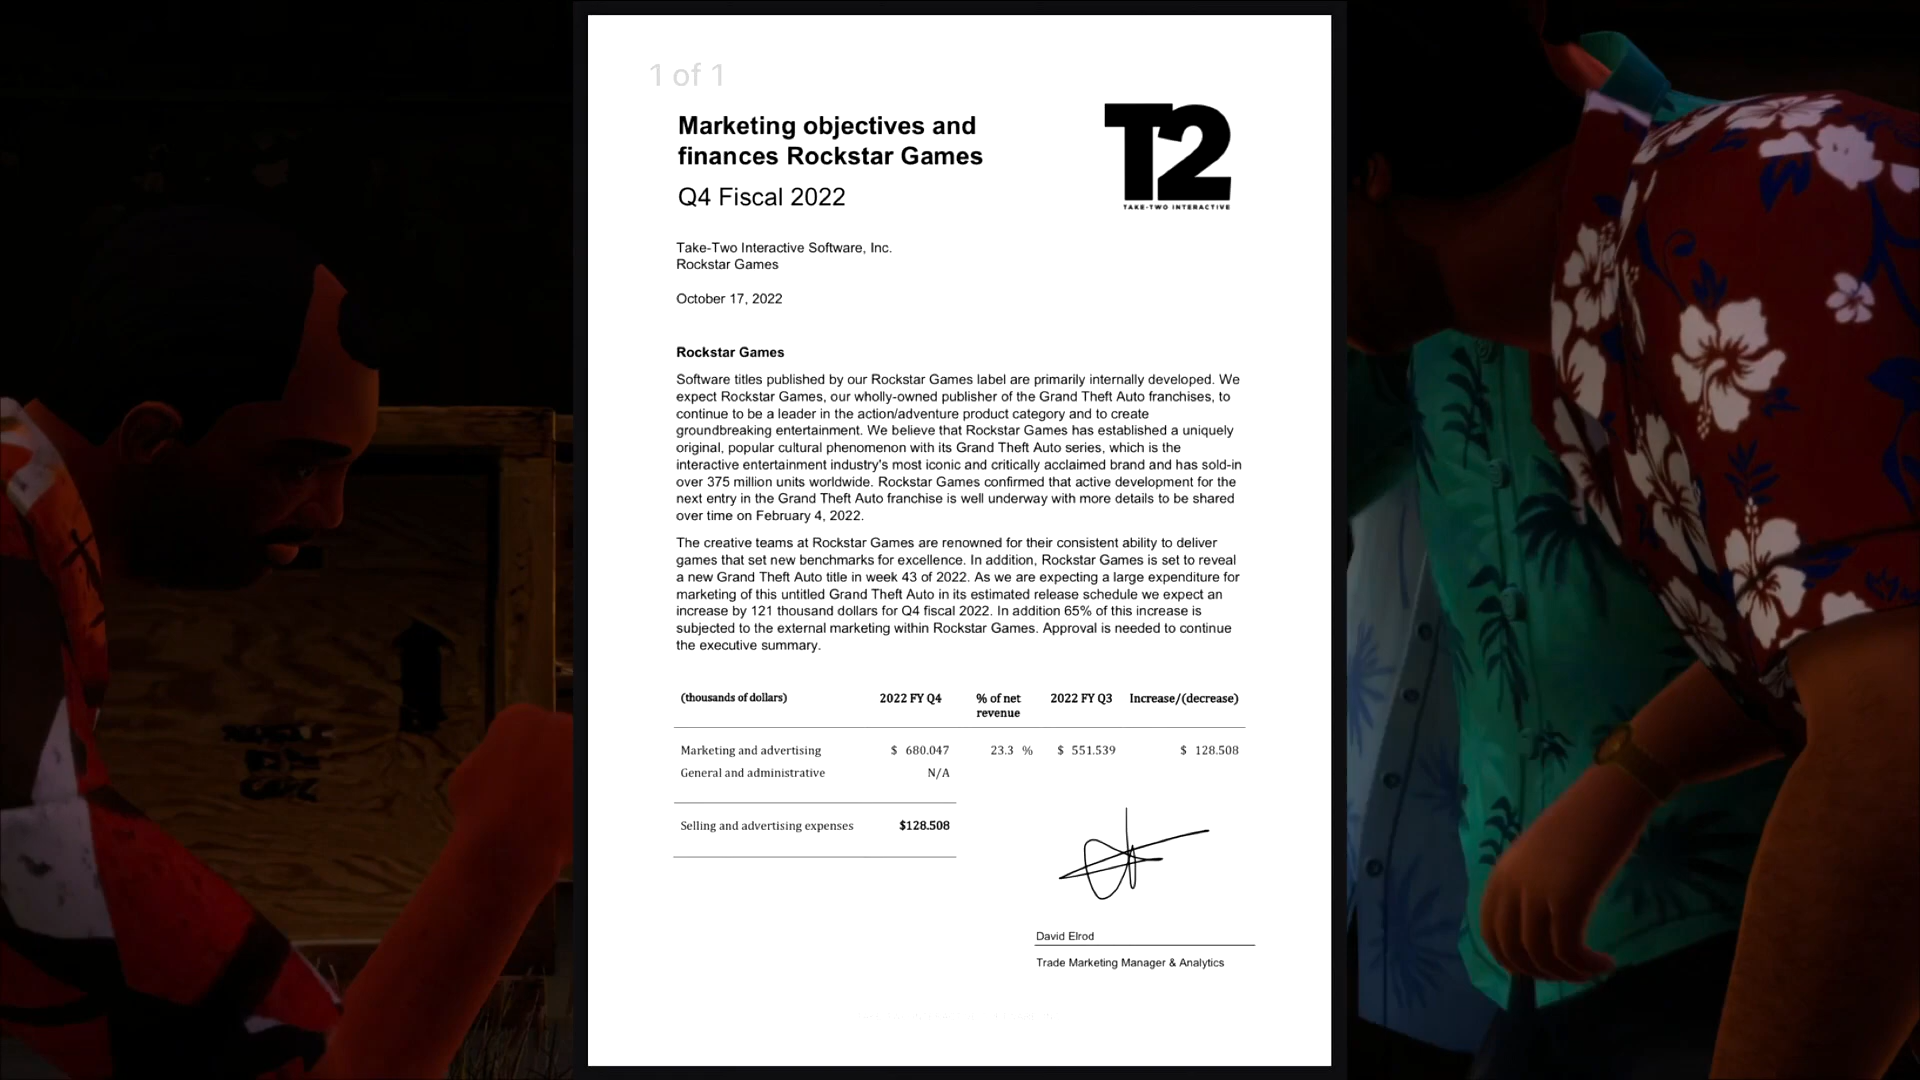 1 of 1
Marketing objectives and
finances Rockstar Games
T2
TAKE-TWO INTERACTIVE
Q4 Fiscal 2022
Take-Two Interactive Software, Inc.
Rockstar Games
October 17, 2022
Rockstar Games
Software titles published by our Rockstar Games label are primarily internally developed. We
expect Rockstar Games, our wholly-owned publisher of the Grand Theft Auto franchises, to
continue to be a leader in the action/adventure product category and to create
groundbreaking entertainment. We believe that Rockstar Games has established a uniquely
original, popular cultural phenomenon with its Grand Theft Auto series, which is the
interactive entertainment industry's most iconic and critically acclaimed brand and has sold-in
over 375 million units worldwide. Rockstar Games confirmed that active development for the
next entry in the Grand Theft Auto franchise is well underway with more details to be shared
over time on February 4, 2022.
The creative teams at Rockstar Games are renowned for their consistent ability to deliver
games that set new benchmarks for excellence. In addition, Rockstar Games is set to reveal
a new Grand Theft Auto title in week 43 of 2022. As we are expecting a large expenditure for
marketing of this untitled Grand Theft Auto in its estimated release schedule we expect an
increase by 121 thousand dollars for Q4 fiscal 2022. In addition 65% of this increase is
subjected to the external marketing within Rockstar Games. Approval is needed to continue
the executive summary.
(thousands of dollars) 2022 FY Q4 % of net revenue 2022 FY Q3 Increase/(decrease)
Marketing and advertising $ 680.047 23.3 % $ 551.539 $ 128.508
General and administrative N/A
Selling and advertising expenses $128.508
David Elrod
Trade Marketing Manager & Analytics